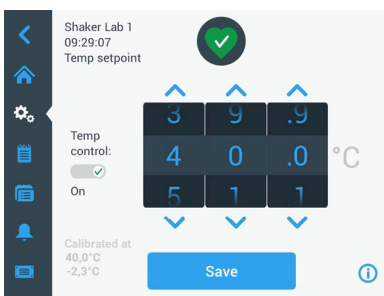 Shaker Lab 1
09:29:07
Temp setpoint
3 9 .9
Temp
control:
4 0 .0 °C
On
5 1 .1
Calibrated at
40,0°C
-2,3°C
Save